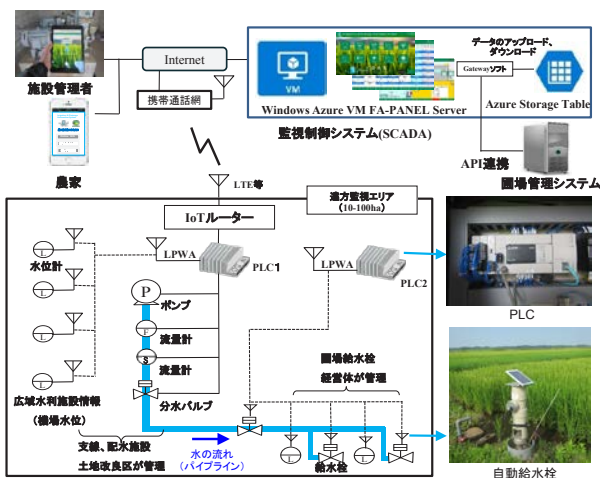 施設管理者
農家
Internet
携帯通話網
VM
Windows Azure VM FA-PANEL Server
監視制御システム(SCADA)
データのアップロード、
ダウンロード
Gatewayソフト
Azure Storage Table
API連携
圃場管理システム
LTE等
IoTルーター
遠方監視エリア
(10-100ha)
LPWA
PLC1
LPWA
PLC2
PLC
L
水位計
L
L
L
広域水利施設情報
(機場水位)
P
ポンプ
F
流量計
S
流量計
分水バルブ
支線、配水施設
土地改良区が管理
水の流れ
(パイプライン)
圃場給水栓
経営体が管理
L
給水栓
L
自動給水栓